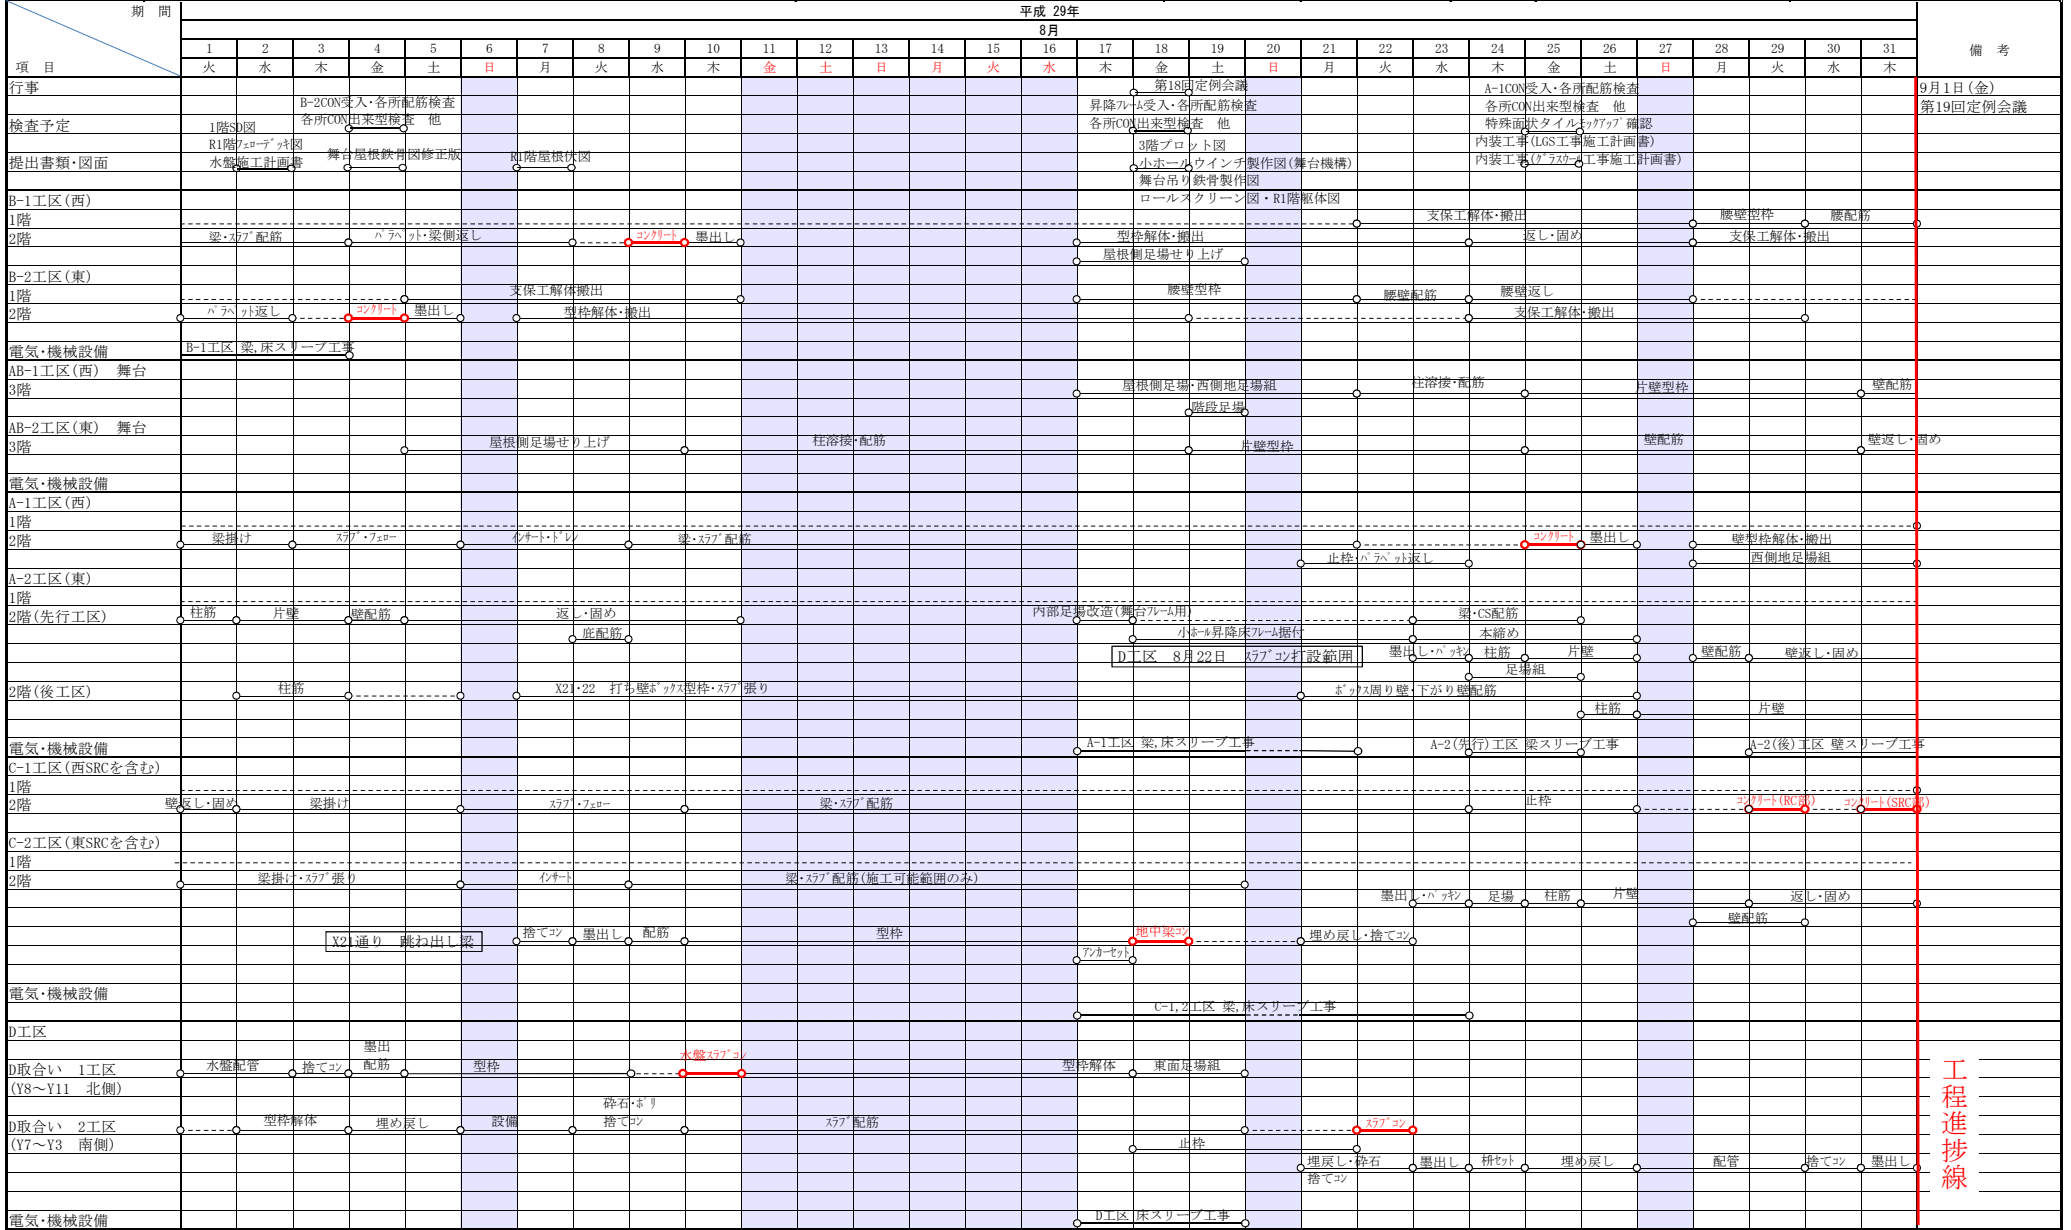 期 間
平成 29年
8月
1 2 3 4 5 6 7 8 9 10 11 12 13 14 15 16 17 18 19 20 21 22 23 24 25 26 27 28 29 30 31
備 考
項 目
火 水 木 金 土 日 月 火 水 木 金 土 日 月 火 水 木 金 土 日 月 火 水 木 金 土 日 月 火 水 木
行事
第18回定例会議
9月1日(金)
第19回定例会議
B-2CON受入・各所配筋検査
各所CON出来型検査 他
昇降フレーム受入・各所配筋検査
各所CON出来型検査 他
A-1CON受入・各所配筋検査
各所CON出来型検査 他
特殊面状タイルモックアップ確認
検査予定
1階SD図
R1階フェローデッキ図
水盤施工計画書
舞台屋根鉄骨図修正版
R1階屋根伏図
3階プロット図
小ホールウインチ製作図(舞台機構)
舞台吊り鉄骨製作図
ロールスクリーン図・R1階躯体図
内装工事(LGS工事施工計画書)
内装工事(グラスウール工事施工計画書)
提出書類・図面
B-1工区(西)
1階
支保工解体・搬出 腰壁型枠 腰配筋
2階
梁・スラブ配筋 パラペット・梁側返し コンクリート 墨出し 型枠解体・搬出 返し・固め 支保工解体・搬出
屋根側足場せり上げ
B-2工区(東)
1階
支保工解体搬出 腰壁型枠 腰壁配筋 腰壁返し
2階
パラペット返し コンクリート 墨出し 型枠解体・搬出 支保工解体・搬出
電気・機械設備
B-1工区 梁,床スリーブ工事
AB-1工区(西) 舞台
3階
屋根側足場・西側地足場組 柱溶接・配筋 片壁型枠 壁配筋
階段足場
AB-2工区(東) 舞台
3階
屋根側足場せり上げ 柱溶接・配筋 片壁型枠 壁配筋 壁返し・固め
電気・機械設備
A-1工区(西)
1階
2階
梁掛け スラブ・フェロー インサート・ドレン 梁・スラブ配筋 コンクリート 墨出し 壁型枠解体・搬出
止枠・パラペット返し 西側地足場組
A-2工区(東)
1階
2階(先行工区)
柱筋 片壁 壁配筋 返し・固め 内部足場改造(舞台フレーム用) 梁・CS配筋
庇配筋 小ホール昇降床フレーム据付 本締め
D工区 8月22日 スラブコン打設範囲 墨出し・パッキン 柱筋 片壁 壁配筋 壁返し・固め
足場組
2階(後工区)
柱筋 X21・22 打ち壁ボックス型枠・スラブ張り ボックス周り壁・下がり壁配筋
柱筋 片壁
電気・機械設備
A-1工区 梁,床スリーブ工事 A-2(先行)工区 梁スリーブ工事 A-2(後)工区 壁スリーブ工事
C-1工区(西SRCを含む)
1階
2階
壁返し・固め 梁掛け スラブ・フェロー 梁・スラブ配筋 止枠 コンクリート(RC部) コンクリート(SRC部)
C-2工区(東SRCを含む)
1階
2階
梁掛け・スラブ張り インサート 梁・スラブ配筋(施工可能範囲のみ)
墨出し・パッキン 足場 柱筋 片壁 返し・固め
壁配筋
X21通り 跳ね出し梁 捨てコン 墨出し 配筋 型枠 地中梁コン 埋め戻し・捨てコン
アンカーセット
電気・機械設備
C-1,2工区 梁,床スリーブ工事
D工区
墨出
D取合い 1工区
水盤配管 捨てコン 配筋 型枠 水盤スラブコン 型枠解体 東面足場組
(Y8～Y11 北側)
砕石・ポリ
D取合い 2工区
型枠解体 埋め戻し 設備 捨てコン スラブ配筋 スラブコン
(Y7～Y3 南側)
止枠
埋戻し・砕石 墨出し 枡セット 埋め戻し 配管 捨てコン 墨出し
捨てコン
電気・機械設備
D工区 床スリーブ工事
工程進捗線